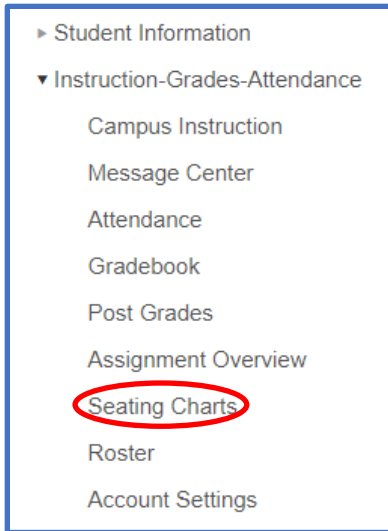 Student Information
Instruction-Grades-Attendance
Campus Instruction
Message Center
Attendance
Gradebook
Post Grades
Assignment Overview
Seating Charts
Roster
Account Settings